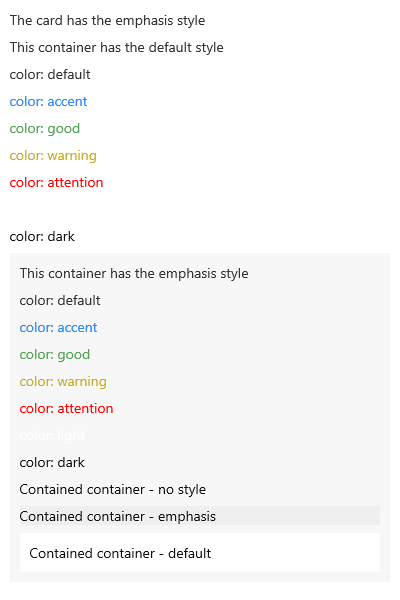 The card has the emphasis style
This container has the default style
color: default
color: accent
color: good
color: warning
color: attention
color: dark
This container has the emphasis style
color: default
color: accent
color: good
color: warning
color: attention
color: light
color: dark
Contained container - no style
Contained container - emphasis
Contained container - default